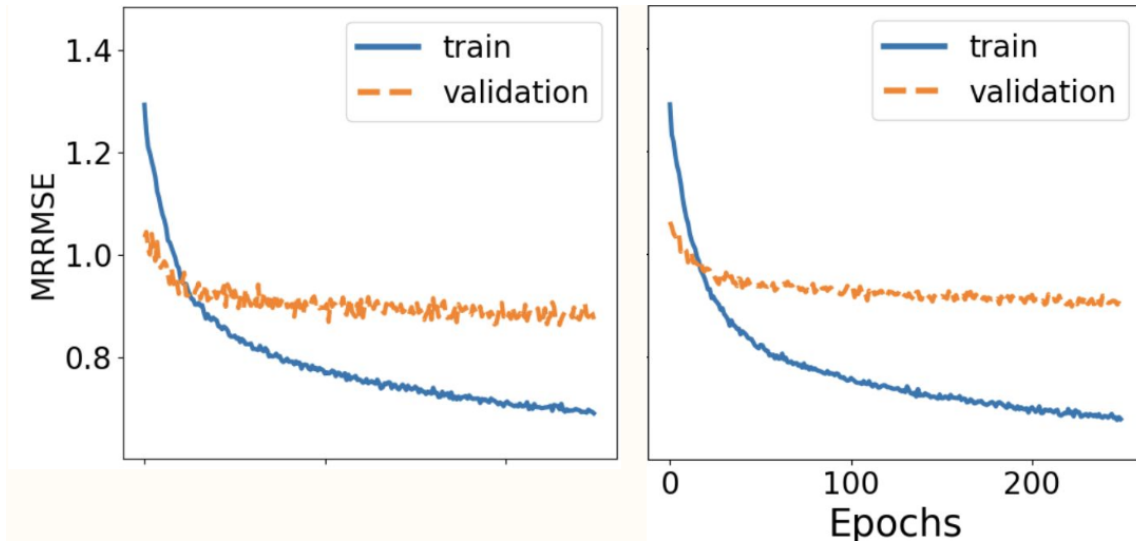 MRRMSE
1.4
1.2
1.0
0.8
train
validation
train
validation
0
100
200
Epochs